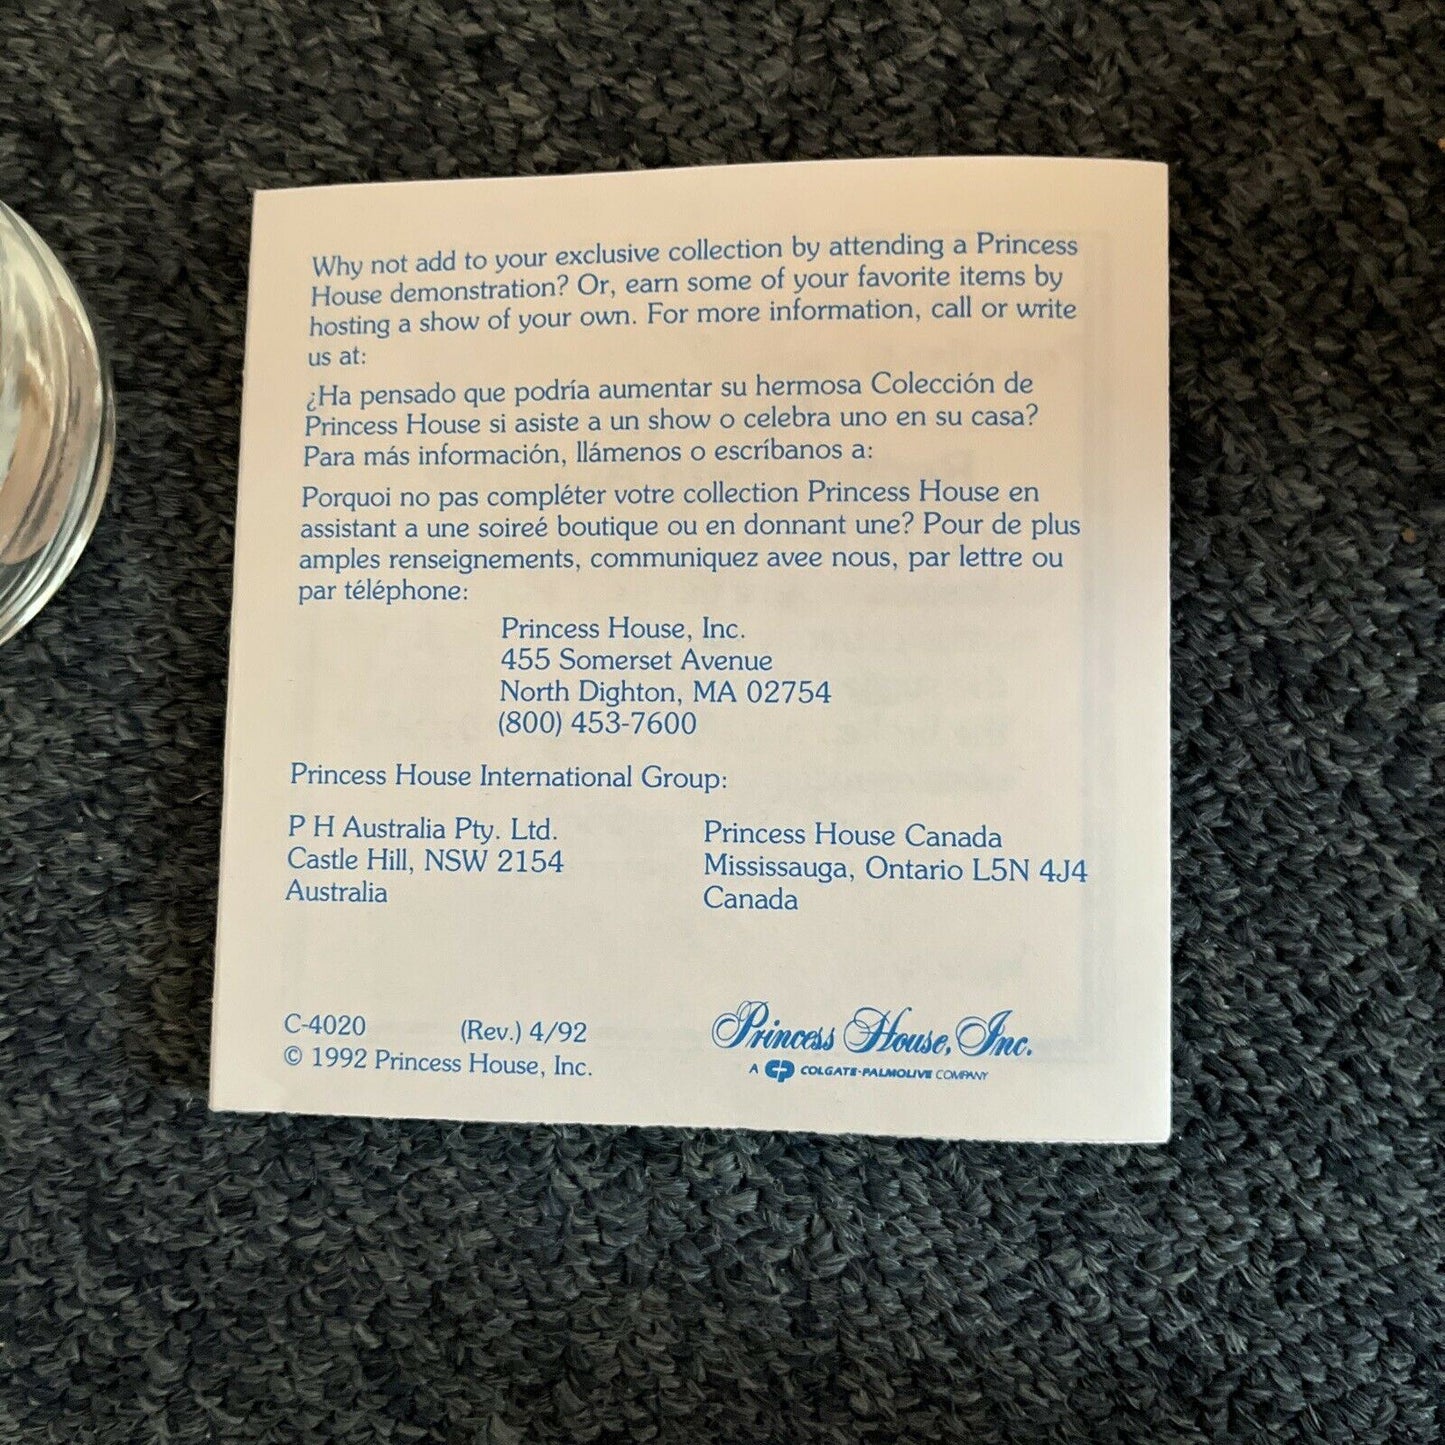 Why not add to your exclusive collection by attending a Princess
House demonstration? Or, earn some of your favorite items by
hosting a show of your own. For more information, call or write
us at:
¿Ha pensado que podría aumentar su hermosa Colección de
Princess House si asiste a un show o celebra uno en su casa?
Para más información, llámenos o escríbanos a:
Porquoi no pas compléter votre collection Princess House en
assistant a une soireé boutique ou en donnant une? Pour de plus
amples renseignements, communiquez avee nous, par lettre ou
par téléphone:
Princess House, Inc.
455 Somerset Avenue
North Dighton, MA 02754
(800) 453-7600
Princess House International Group:
P H Australia Pty. Ltd.
Castle Hill, NSW 2154
Australia
Princess House Canada
Mississauga, Ontario L5N 4J4
Canada
C-4020 (Rev.) 4/92
© 1992 Princess House, Inc.
Princess House, Inc.
A CP COLGATE-PALMOLIVE COMPANY